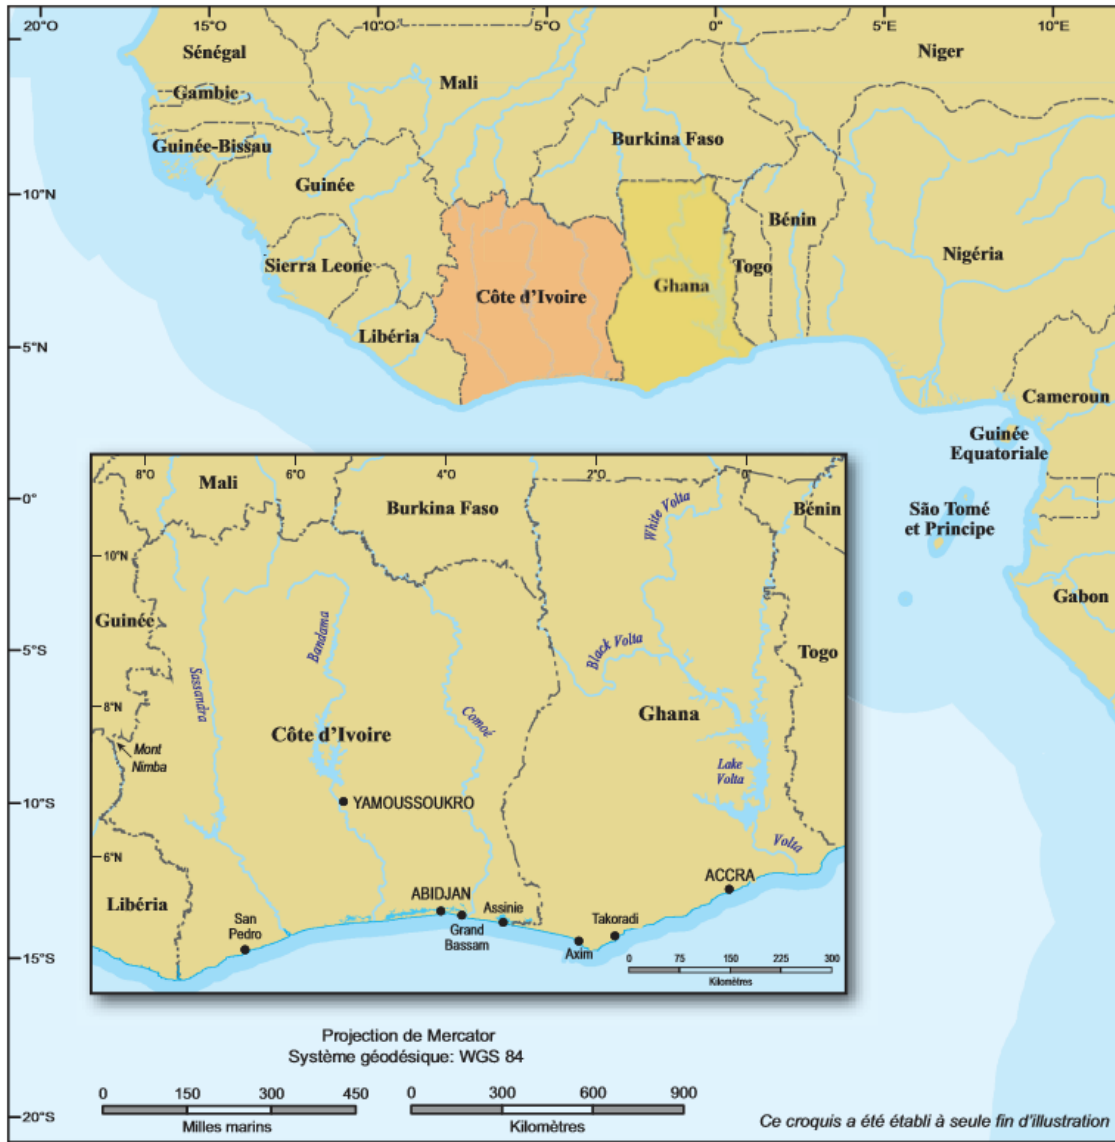 20°O
15°O
10°O
5°O
0°
5°E
10°E
Sénégal
Niger
Mali
Gambie
Burkina Faso
Guinée-Bissau
10°N
Guinée
Bénin
Nigéria
Sierra Leone
Togo
Ghana
Côte d’Ivoire
Libéria
5°N
Cameroun
Guinée
Equatoriale
0°
São Tomé
et Principe
Gabon
5°S
10°S
15°S
20°S
8°O
6°O
4°O
2°O
0°
Mali
Burkina Faso
White Volta
Bénin
10°N
Guinée
Bandama
Black Volta
Togo
Sassandra
8°N
Comoé
Ghana
Côte d’Ivoire
Mont
Nimba
Lake
Volta
YAMOUSSOUKRO
Volta
6°N
ACCRA
ABIDJAN
Libéria
Assinie
San
Pedro
Takoradi
Grand
Bassam
Axim
0 75 150 225 300
Kilomètres
Projection de Mercator
Système géodésique: WGS 84
0 150 300 450
Milles marins
0 300 600 900
Kilomètres
Ce croquis a été établi à seule fin d’illustration